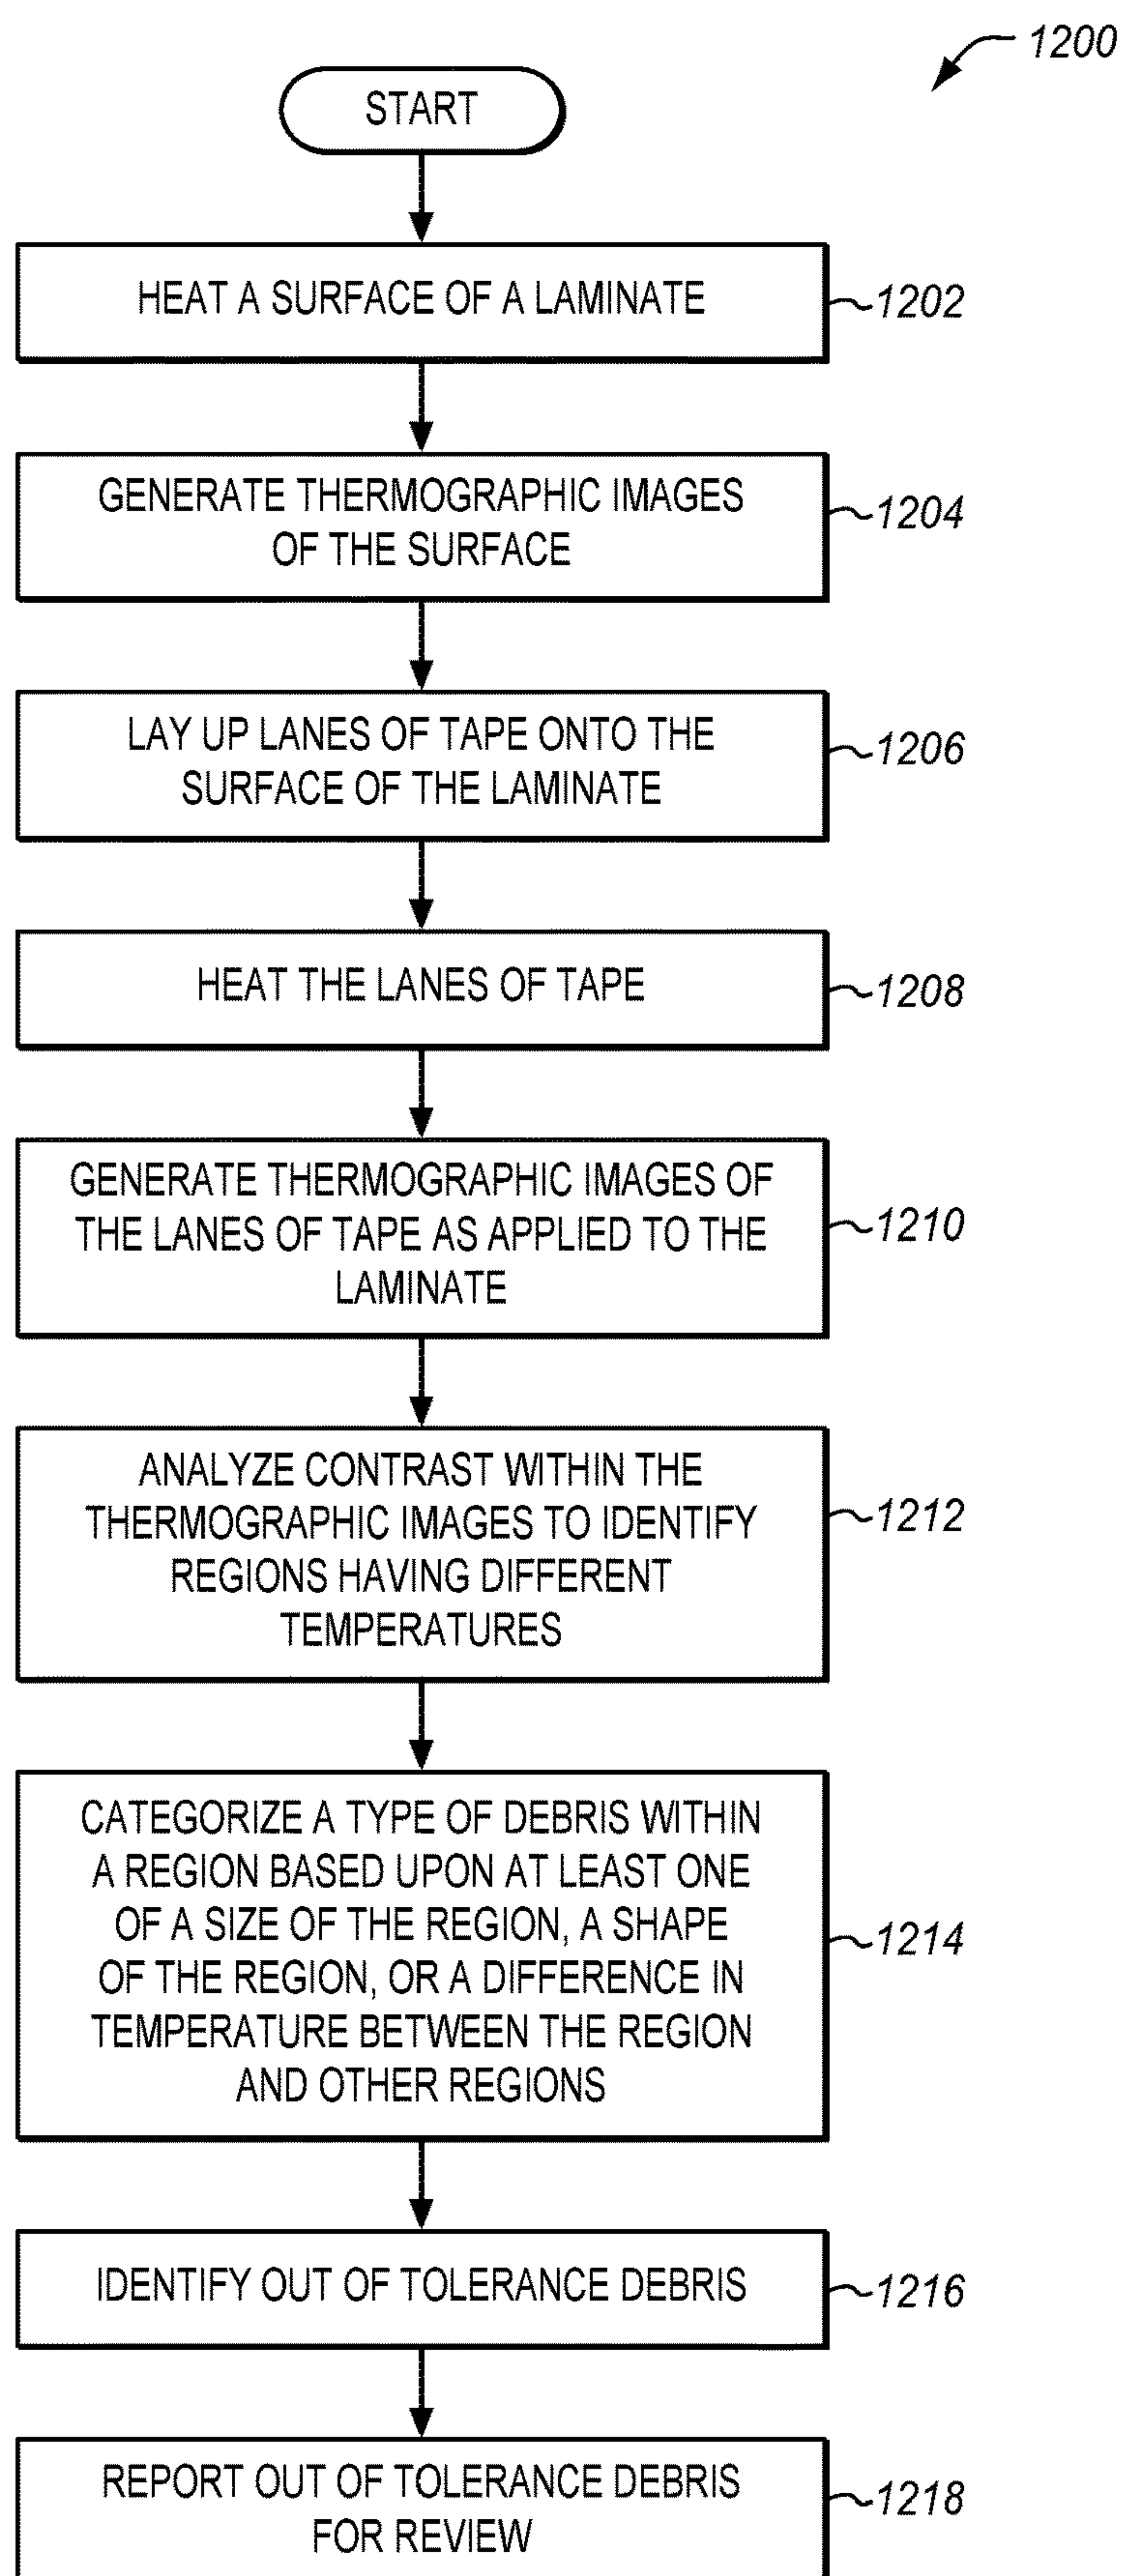 1200
START
HEAT A SURFACE OF A LAMINATE
1202
GENERATE THERMOGRAPHIC IMAGES
OF THE SURFACE
1204
LAY UP LANES OF TAPE ONTO THE
SURFACE OF THE LAMINATE
1206
HEAT THE LANES OF TAPE
1208
GENERATE THERMOGRAPHIC IMAGES OF
THE LANES OF TAPE AS APPLIED TO THE
LAMINATE
1210
ANALYZE CONTRAST WITHIN THE
THERMOGRAPHIC IMAGES TO IDENTIFY
REGIONS HAVING DIFFERENT
TEMPERATURES
1212
CATEGORIZE A TYPE OF DEBRIS WITHIN
A REGION BASED UPON AT LEAST ONE
OF A SIZE OF THE REGION, A SHAPE
OF THE REGION, OR A DIFFERENCE IN
TEMPERATURE BETWEEN THE REGION
AND OTHER REGIONS
1214
IDENTIFY OUT OF TOLERANCE DEBRIS
1216
REPORT OUT OF TOLERANCE DEBRIS
FOR REVIEW
1218